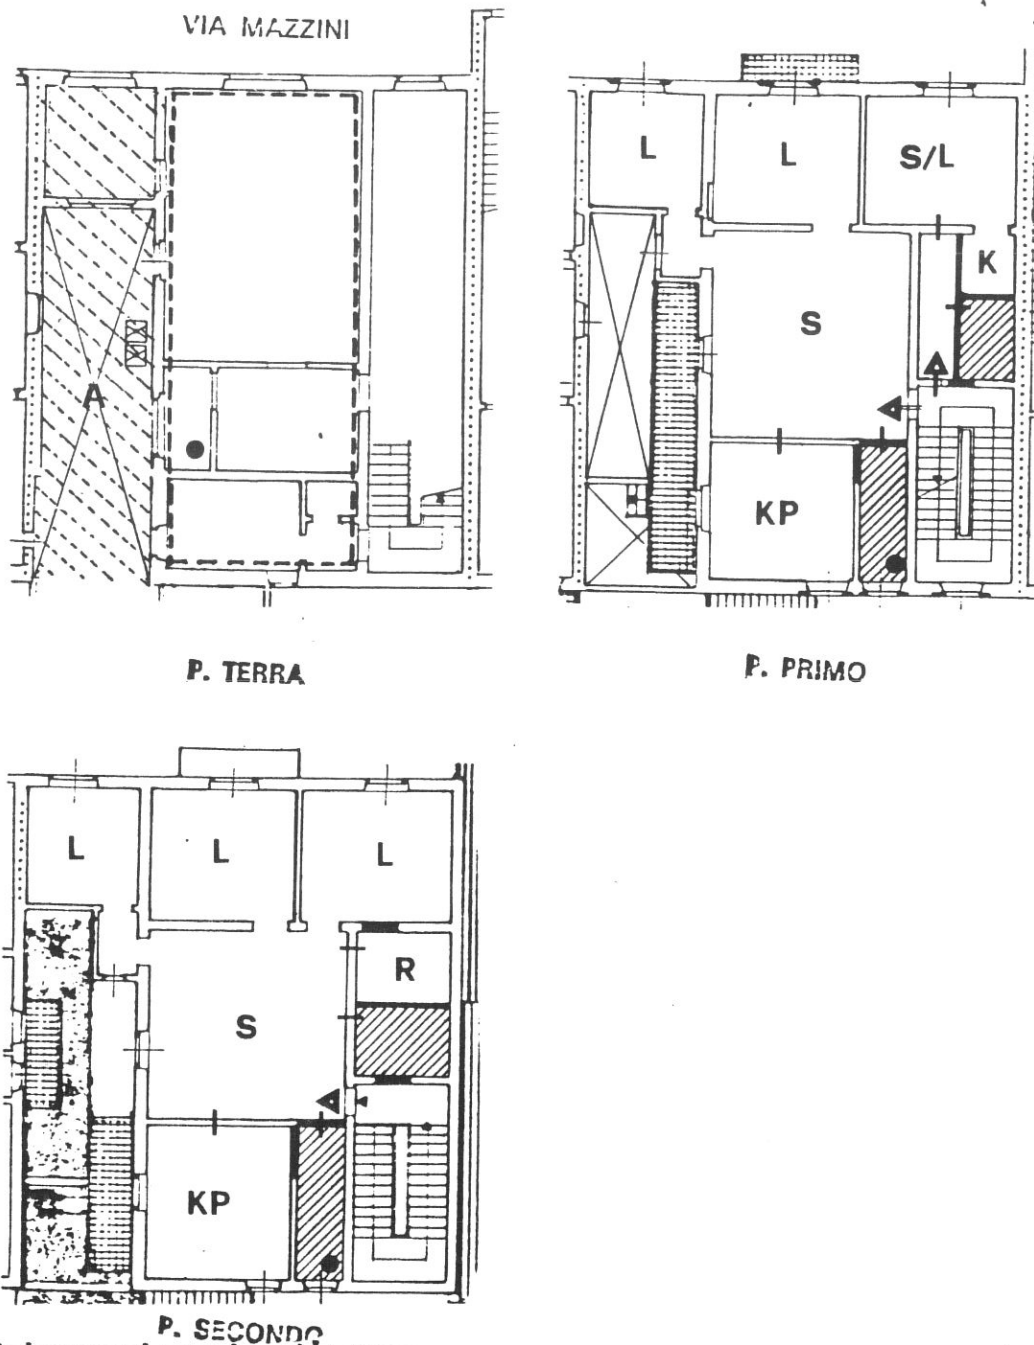 VIA MAZZINI
L
L
S/L
K
S
A
KP
P. TERRA
P. PRIMO
L
L
L
R
S
KP
P. SECONDO